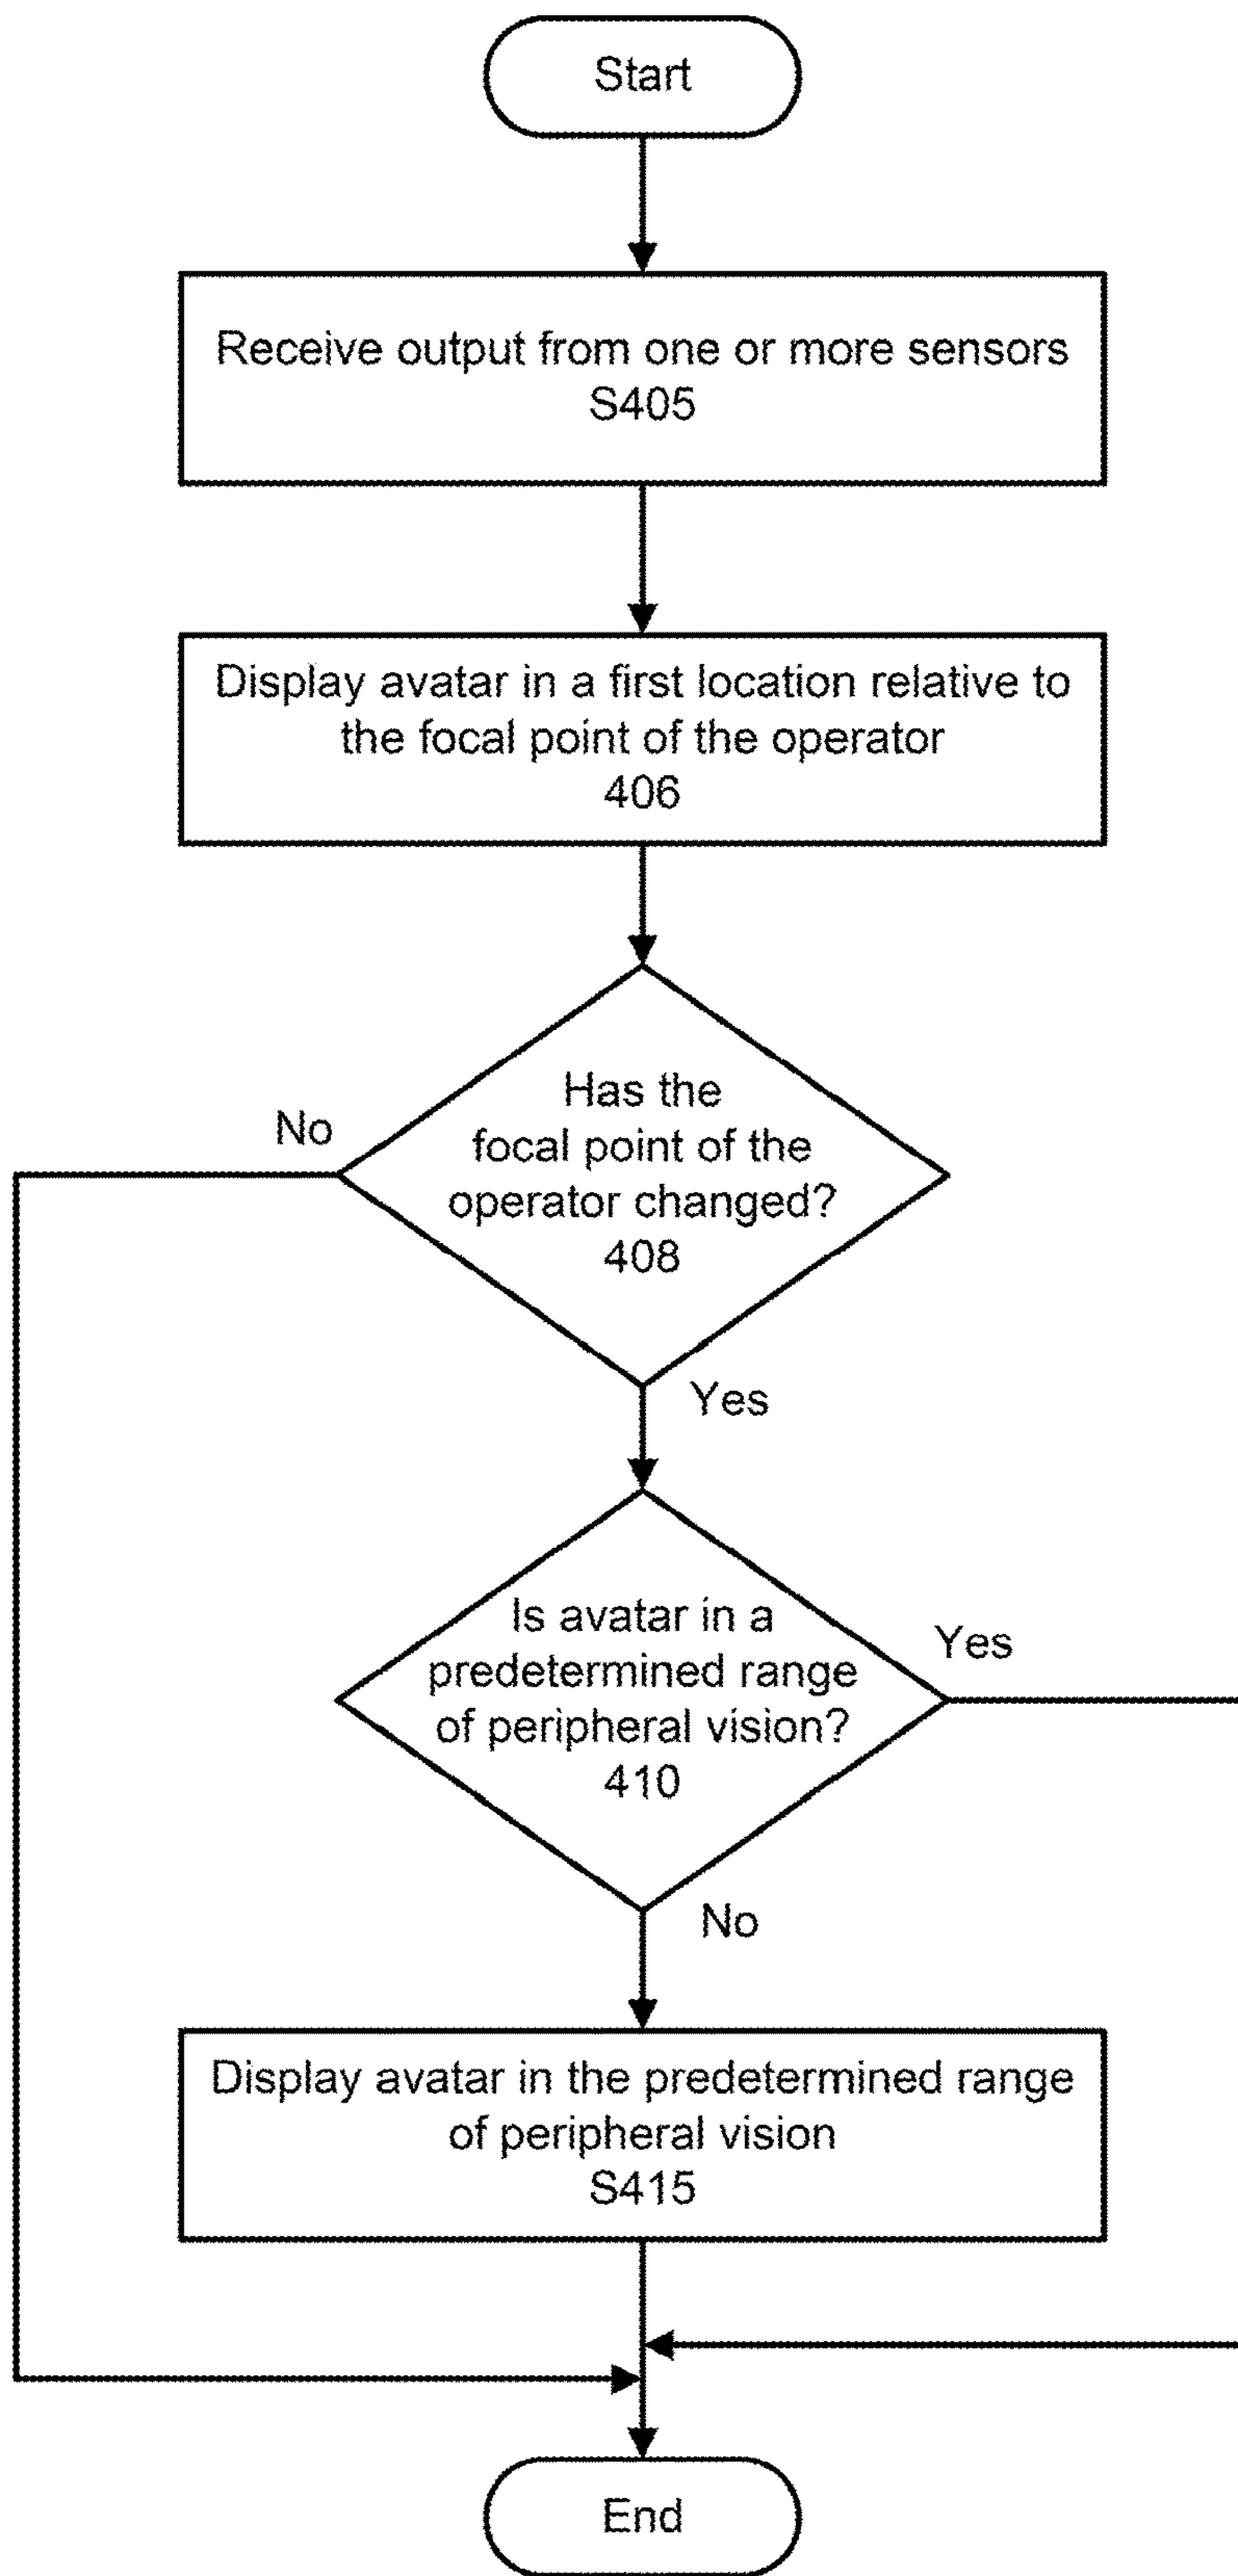 Start
Receive output from one or more sensors
S405
Display avatar in a first location relative to
the focal point of the operator
406
Has the
focal point of the
operator changed?
408
No
Yes
Is avatar in a
predetermined range
of peripheral vision?
410
Yes
No
Display avatar in the predetermined range
of peripheral vision
S415
End